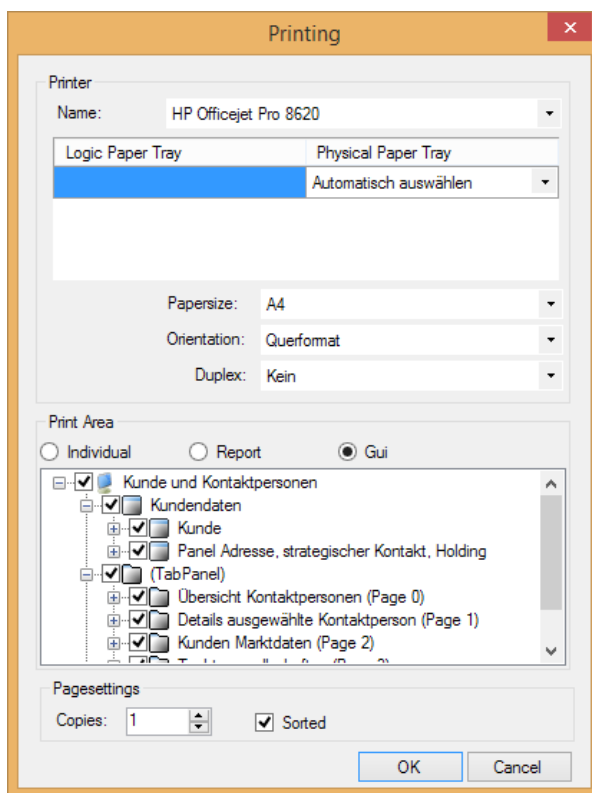 Printing
Printer
Name: HP Officejet Pro 8620
Logic Paper Tray Physical Paper Tray
Automatisch auswählen
Papersize: A4
Orientation: Querformat
Duplex: Kein
Print Area
Individual Report Gui
Kunde und Kontaktpersonen
Kundendaten
Kunde
Panel Adresse, strategischer Kontakt, Holding
(TabPanel)
Übersicht Kontaktpersonen (Page 0)
Details ausgewählte Kontaktperson (Page 1)
Kunden Marktdaten (Page 2)
Pagesettings
Copies: 1 Sorted
OK Cancel